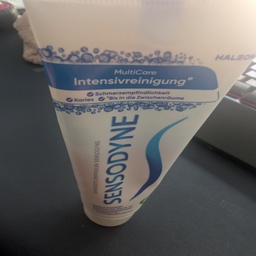 HALEON
MultiCare
Intensivreinigung*
✓ Schmerzempfindlichkeit
✓ Karies ✓ *Bis in die Zwischenräume
SENSODYNE